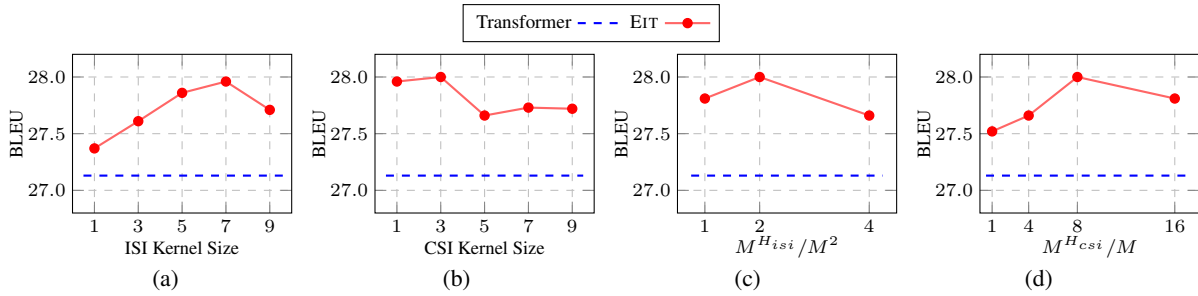 Transformer EIT
28.0
27.5
27.0
BLEU
1 3 5 7 9
ISI Kernel Size
(a)
28.0
27.5
27.0
BLEU
1 3 5 7 9
CSI Kernel Size
(b)
28.0
27.5
27.0
BLEU
1 2 4
M^{H_{isi}}/M^2
(c)
28.0
27.5
27.0
BLEU
1 4 8 16
M^{H_{csi}}/M
(d)